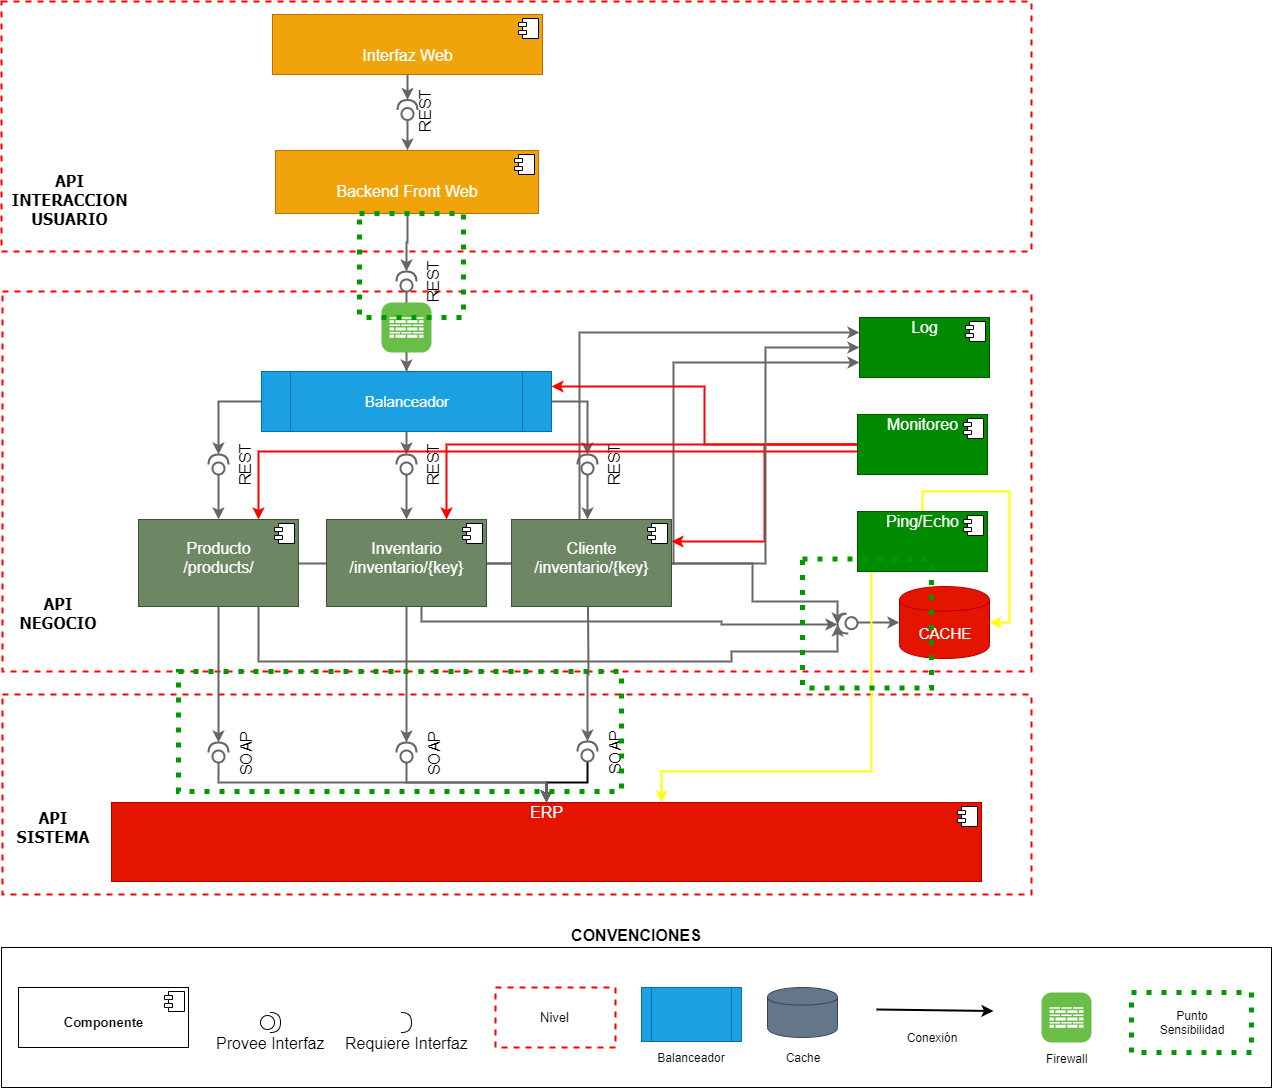 Interfaz Web
REST
Backend Front Web
API
INTERACCION
USUARIO
REST
Log
Balanceador
Monitoreo
REST
REST
REST
Ping/Echo
Producto
/products/
Inventario
/inventario/{key}
Cliente
/inventario/{key}
API
NEGOCIO
CACHE
SOAP
SOAP
SOAP
API
SISTEMA
ERP
CONVENCIONES
Componente
Provee Interfaz
Requiere Interfaz
Nivel
Balanceador
Cache
Conexión
Firewall
Punto
Sensibilidad